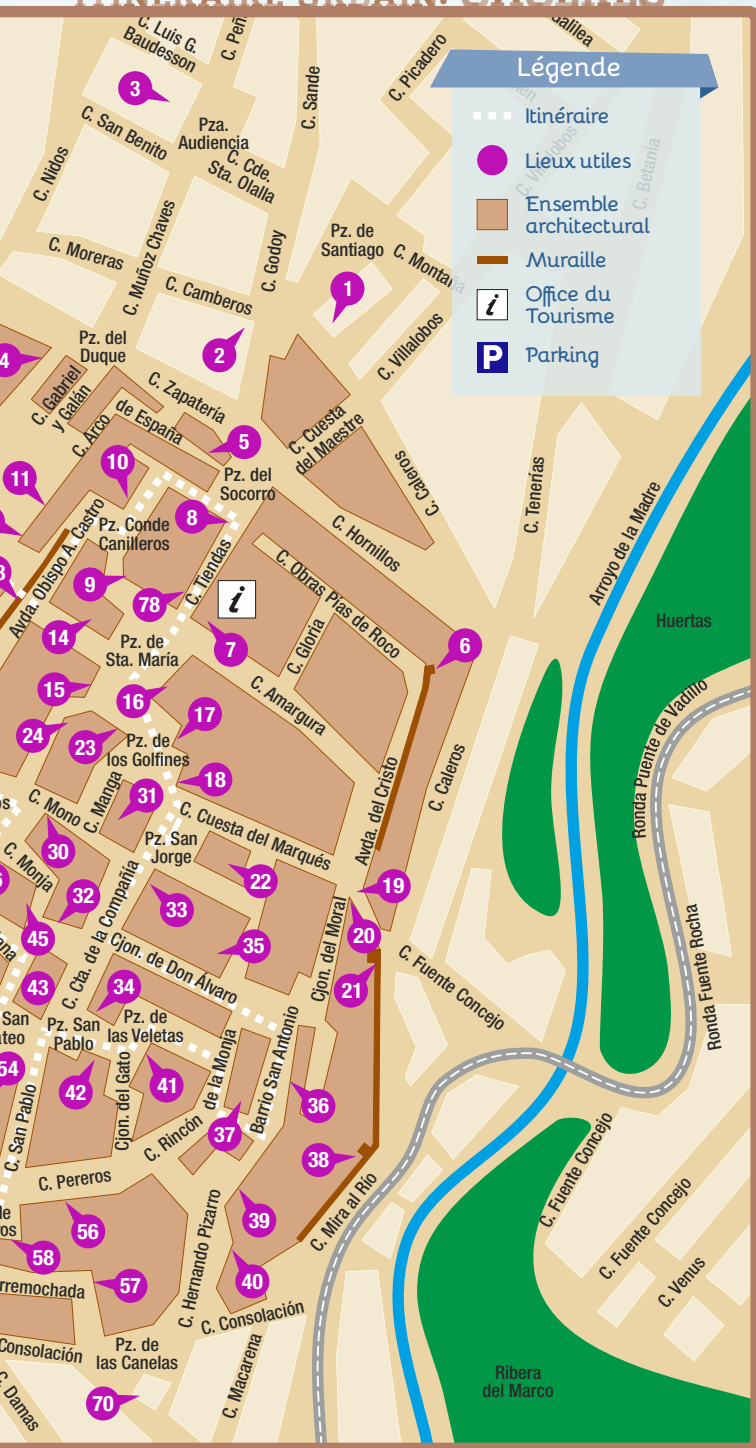 C. Luis G.
Baudesson
3
C. San Benito
Pza.
Audiencia
C. Cde.
Sta. Olalla
C. Sande
C. Picadero
C. Nidos
C. Muñoz Chaves
C. Moreras
C. Godoy
C. Camberos
Pz. de
Santiago
C. Montaña
1
2
C. Villalobos
Légende
Itinéraire
Lieux utiles
Ensemble
architectural
Muraille
i
Office du
Tourisme
P
Parking
C. Villalobos
C. Betania
4
Pz. del
Duque
C. Gabriel
y Galán
C. Zapatería
C. Arco
de España
5
C. Cuesta
del Maestre
C. Caleros
C. Tenerías
10
11
Pz. del
Socorro
8
Pz. Conde
Canilleros
Avda. Obispo A. Castro
C. Hornillos
C. Tiendas
C. Obras Pías de Roco
9
78
i
C. Gloria
14
7
6
Pz. de
Sta. María
15
16
17
C. Amargura
24
23
Pz. de
los Golfines
18
31
C. Manga
C. Mono
C. Cuesta del Marqués
Avda. del Cristo
C. Caleros
Arroyo de la Madre
Huertas
Ronda Puente de Vadillo
30
Pz. San
Jorge
C. Monja
32
22
19
33
C. Cta. de la Compañía
45
35
20
Cjon. del Moral
Cjon. de Don Álvaro
C. Fuente Concejo
Ronda Fuente Rocha
43
34
21
Pz. San
Pablo
Pz. de
las Veletas
54
42
41
Cjon. del Gato
C. Rincón
de la Monja
Barrio San Antonio
36
37
C. San Pablo
38
C. Pereros
C. Mira al Río
C. Fuente Concejo
C. Fuente Concejo
C. Venus
56
39
C. Hernando Pizarro
58
57
40
C. Consolación
Consolación
Pz. de
las Canelas
C. Macarena
70
C. Damas
Ribera
del Marco